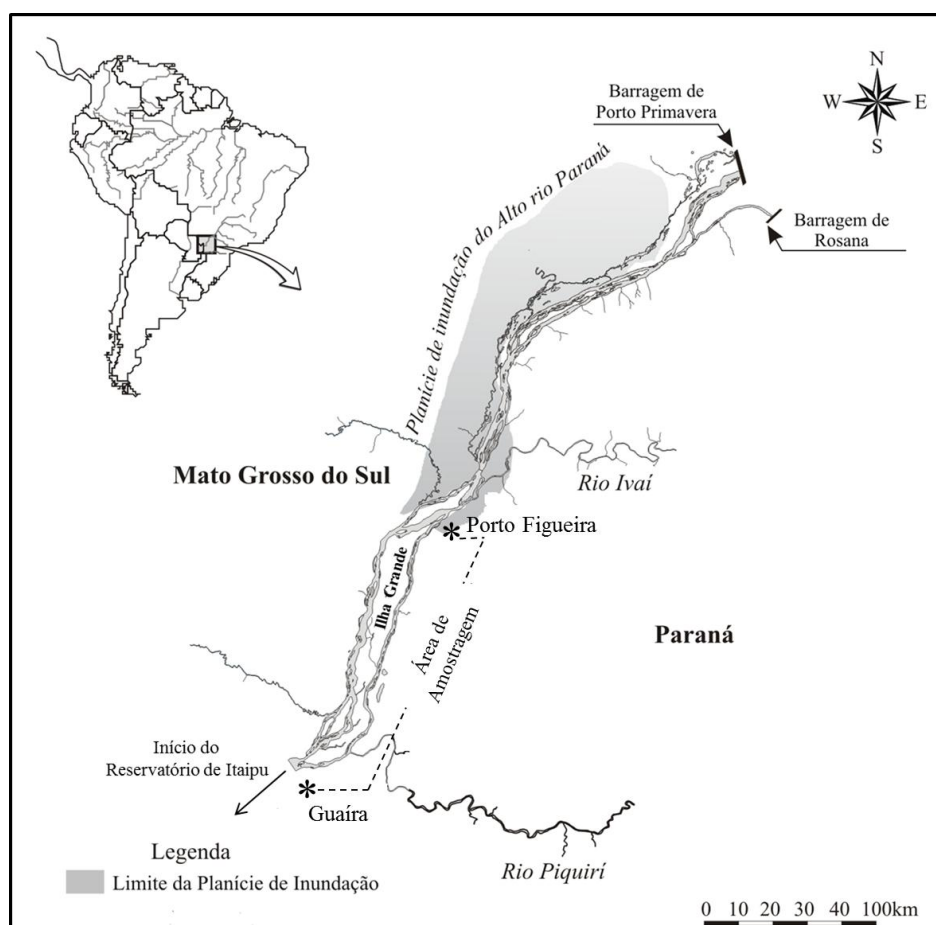 N
W
E
S
Barragem de
Porto Primavera
Barragem de
Rosana
Planície de inundação do Alto rio Paraná
Mato Grosso do Sul
Rio Ivaí
Porto Figueira
Ilha Grande
Área de
Amostragem
Paraná
Início do
Reservatório de Itaipu
Guaíra
Rio Piquirí
Legenda
Limite da Planície de Inundação
0 10 20 30 40 100km